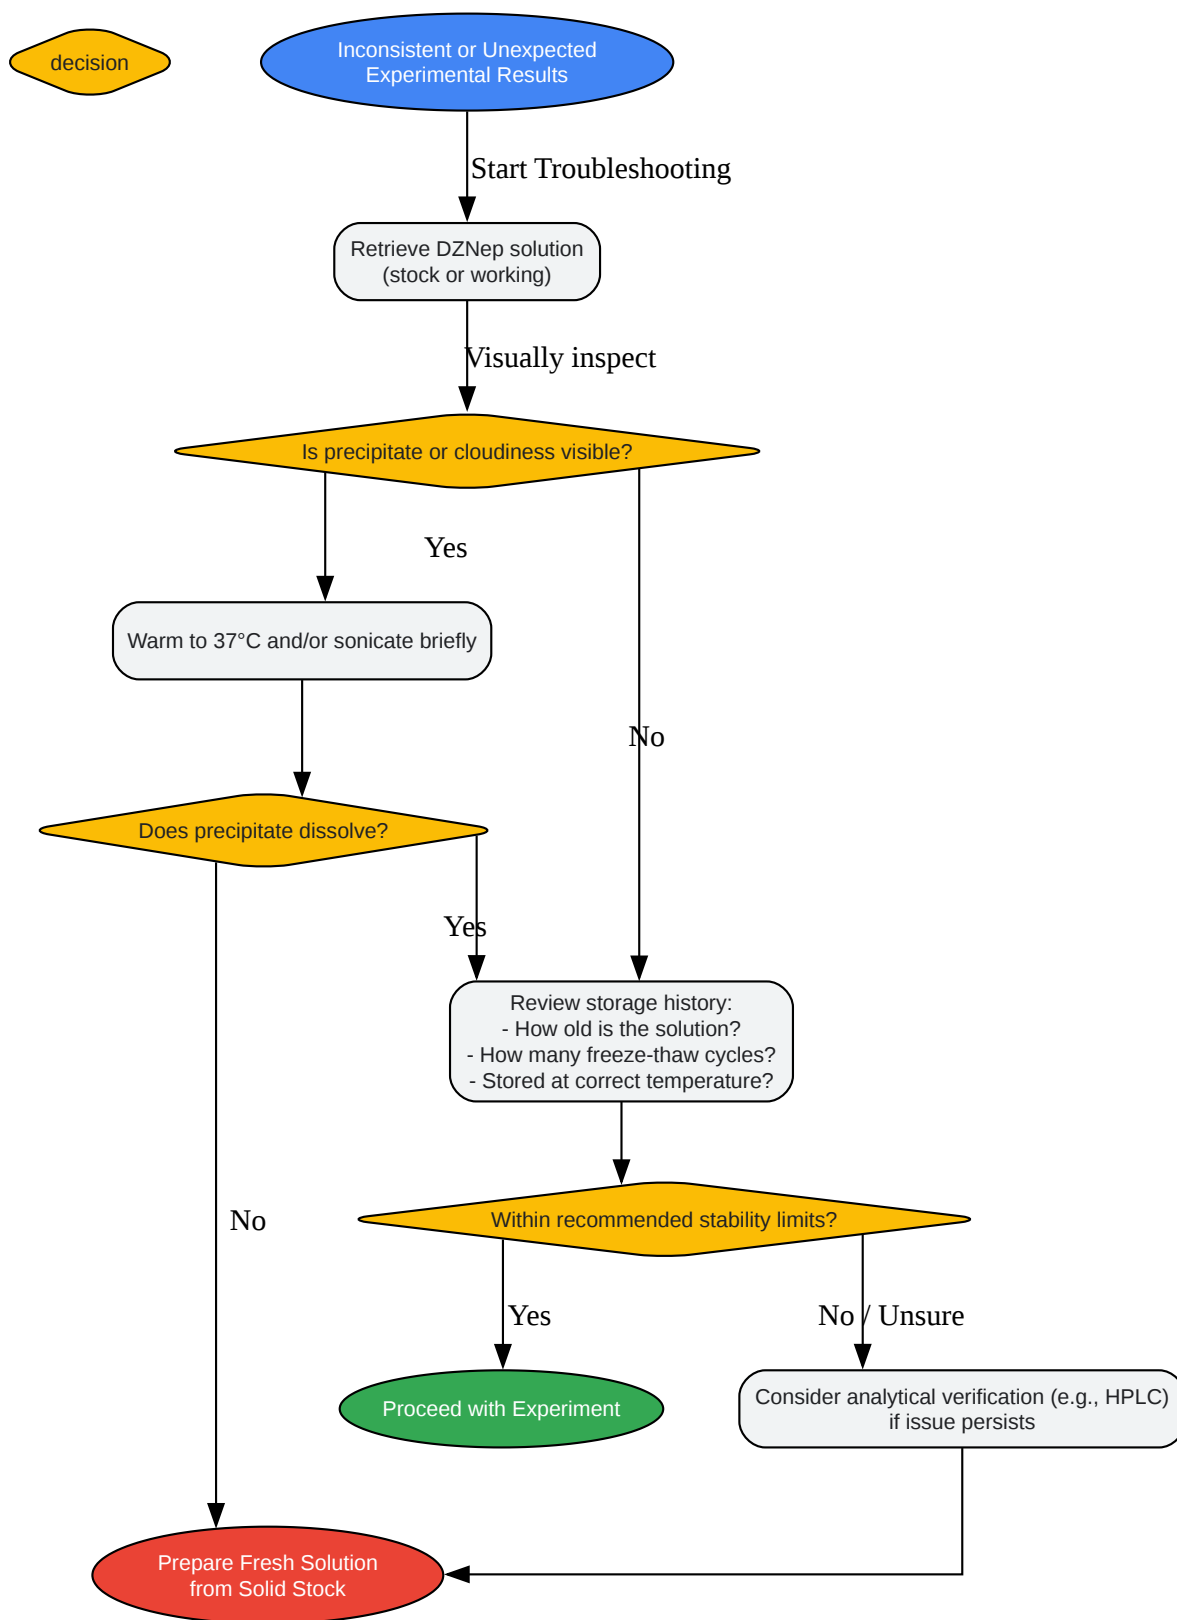 decision
Inconsistent or Unexpected
Experimental Results
Start Troubleshooting
Retrieve DZNep solution
(stock or working)
Visually inspect
Is precipitate or cloudiness visible?
Yes
Warm to 37°C and/or sonicate briefly
No
Does precipitate dissolve?
Yes
Review storage history:
- How old is the solution?
- How many freeze-thaw cycles?
- Stored at correct temperature?
No
Within recommended stability limits?
Yes
No / Unsure
Proceed with Experiment
Consider analytical verification (e.g., HPLC)
if issue persists
Prepare Fresh Solution
from Solid Stock